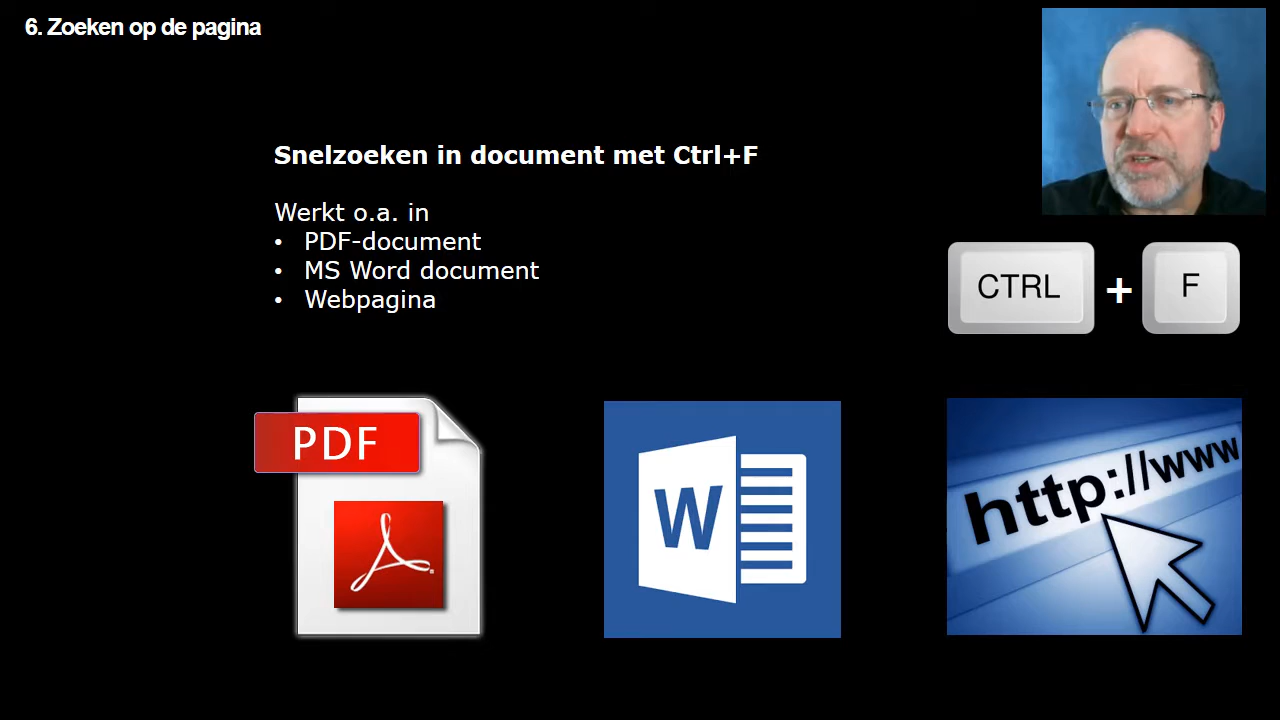 6. Zoeken op de pagina
Snelzoeken in document met Ctrl+F
Werkt o.a. in
• PDF-document
• MS Word document
• Webpagina
CTRL + F
PDF
W
http://www